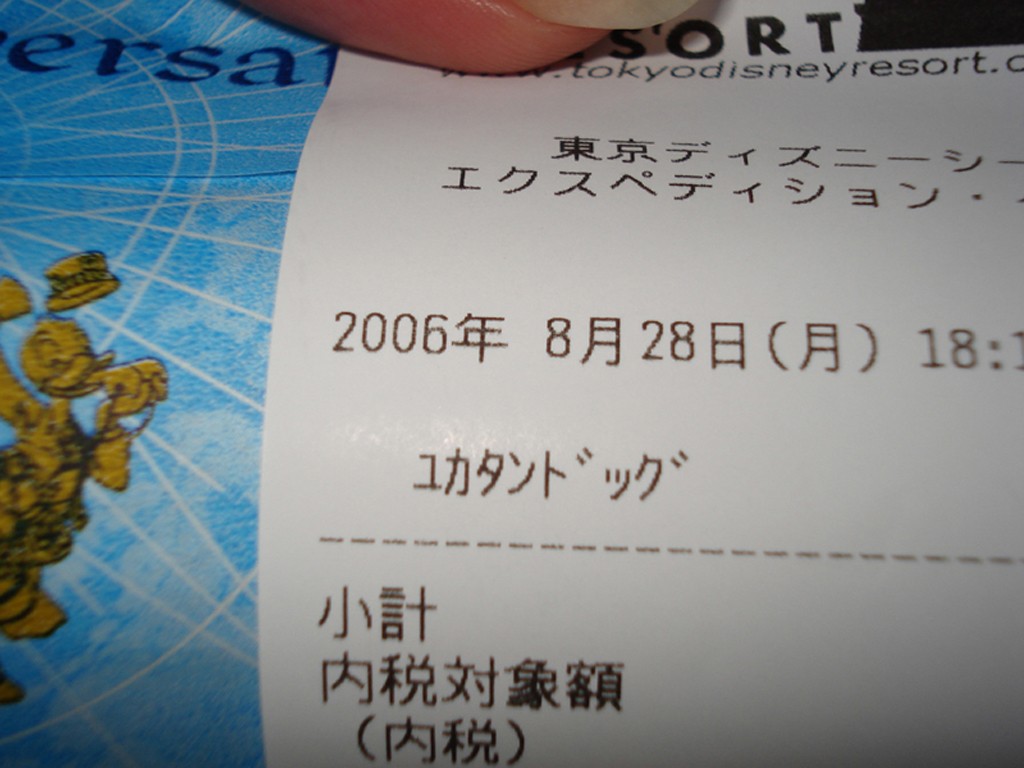 ersa
SORT
www.tokyodisneyresort.c
東京ディズニーシー
エクスペディション・
2006年 8月28日(月) 18:1
ﾕｶﾀﾝﾄﾞｯｸﾞ
小計
内税対象額
(内税)